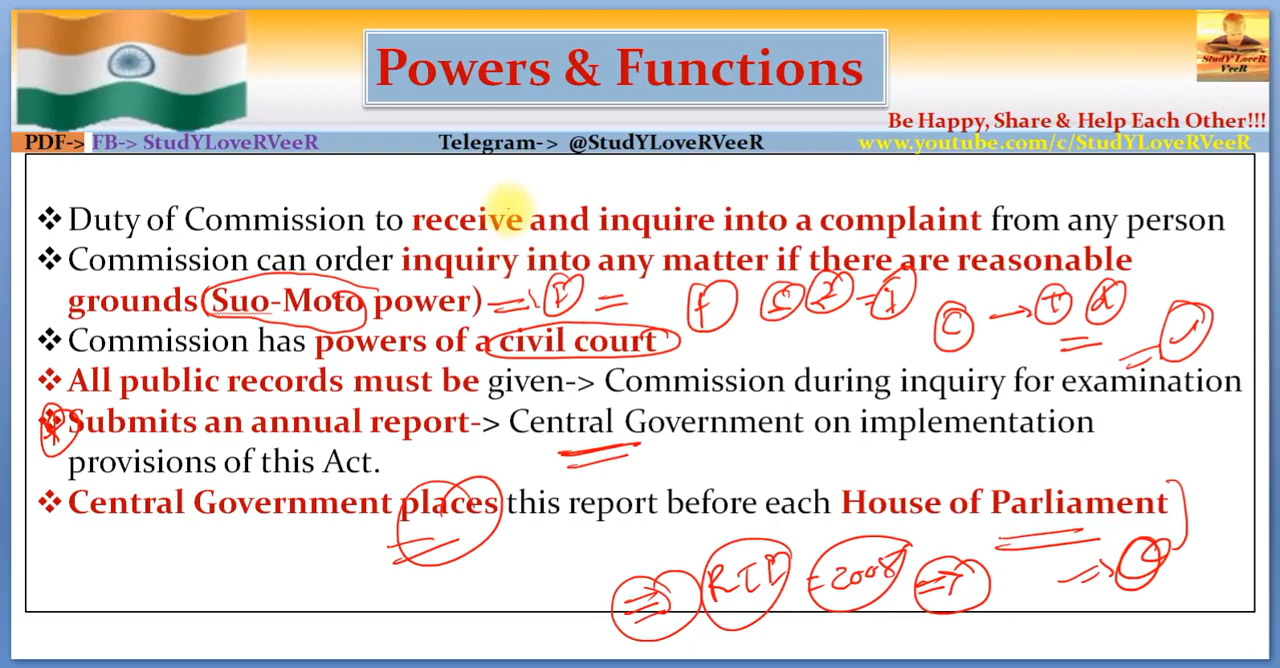 Powers & Functions
StudY LoveR
VeeR
Be Happy, Share & Help Each Other!!!
PDF-> FB-> StudYLoveRVeeR Telegram-> @StudYLoveRVeeR www.youtube.com/c/StudYLoveRVeeR
❖ Duty of Commission to receive and inquire into a complaint from any person
❖ Commission can order inquiry into any matter if there are reasonable
grounds (Suo-Moto power)
❖ Commission has powers of a civil court
❖ All public records must be given-> Commission during inquiry for examination
❖ Submits an annual report-> Central Government on implementation
provisions of this Act.
❖ Central Government places this report before each House of Parliament